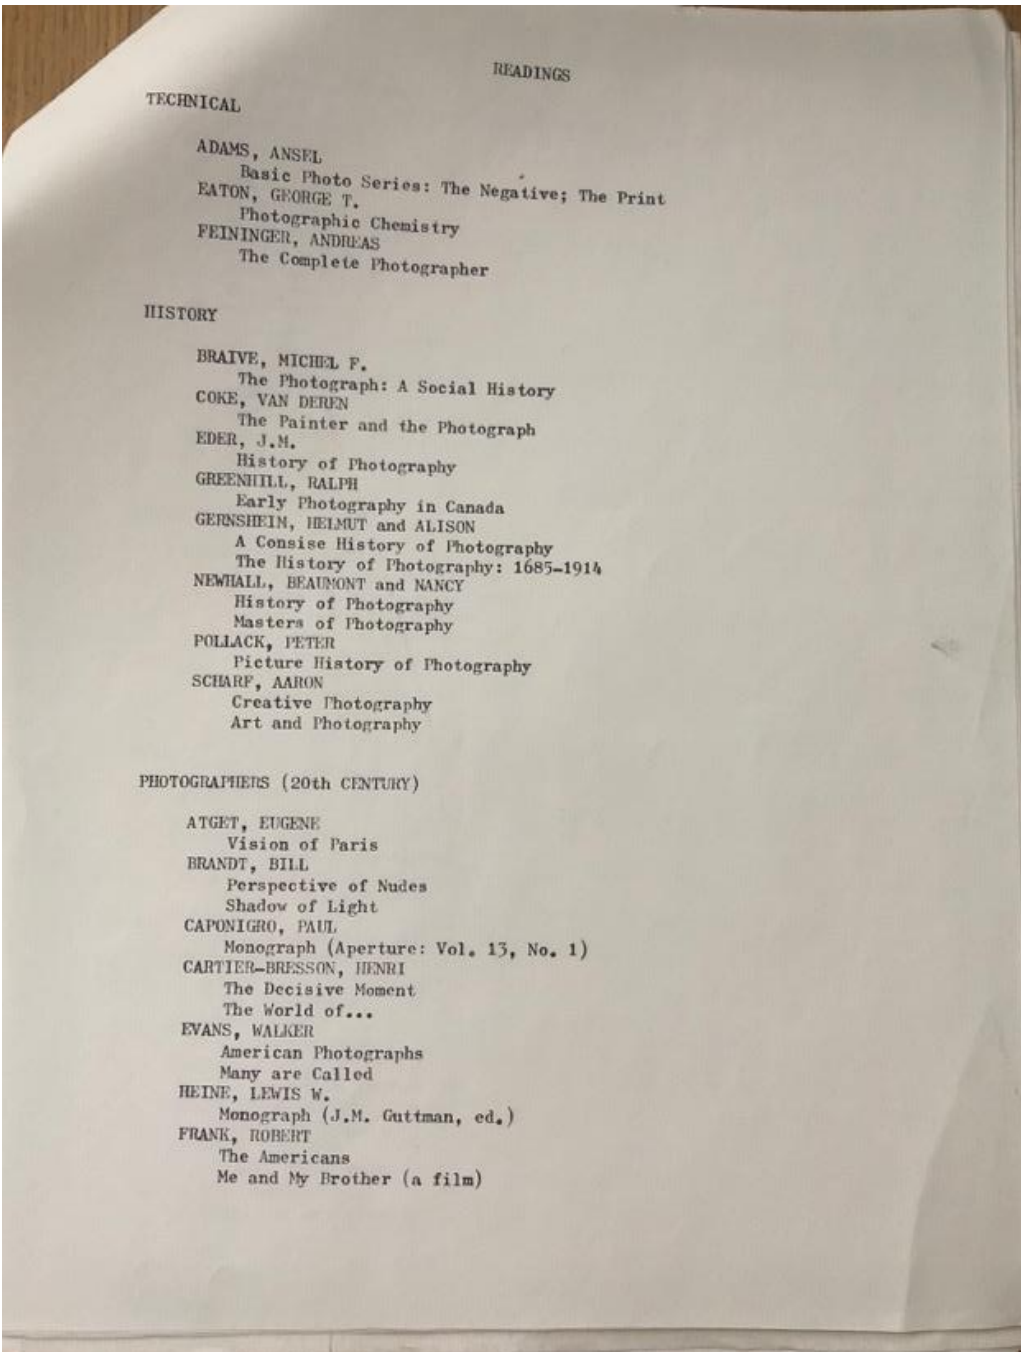 READINGS
TECHNICAL
ADAMS, ANSEL
Basic Photo Series: The Negative; The Print
EATON, GEORGE T.
Photographic Chemistry
FEININGER, ANDREAS
The Complete Photographer
HISTORY
BRAIVE, MICHEL F.
The Photograph: A Social History
COKE, VAN DEREN
The Painter and the Photograph
EDER, J.M.
History of Photography
GREENHILL, RALPH
Early Photography in Canada
GERNSHEIM, HELMUT and ALISON
A Consise History of Photography
The History of Photography: 1685-1914
NEWHALL, BEAUMONT and NANCY
History of Photography
Masters of Photography
POLLACK, PETER
Picture History of Photography
SCHARF, AARON
Creative Photography
Art and Photography
PHOTOGRAPHERS (20th CENTURY)
ATGET, EUGENE
Vision of Paris
BRANDT, BILL
Perspective of Nudes
Shadow of Light
CAPONIGRO, PAUL
Monograph (Aperture: Vol. 13, No. 1)
CARTIER-BRESSON, HENRI
The Decisive Moment
The World of...
EVANS, WALKER
American Photographs
Many are Called
HEINE, LEWIS W.
Monograph (J.M. Guttman, ed.)
FRANK, ROBERT
The Americans
Me and My Brother (a film)